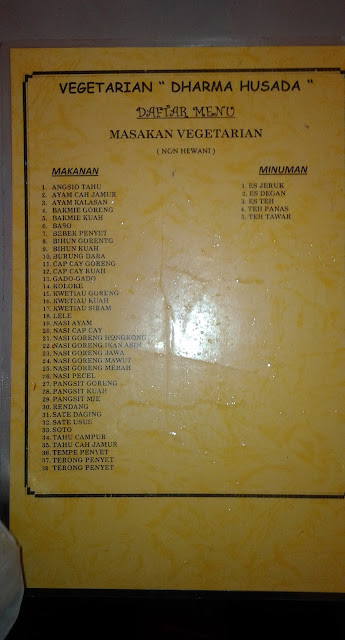 VEGETARIAN " DHARMA HUSADA "
DAFTAR MENU
MASAKAN VEGETARIAN
( NON HEWANI )
MAKANAN
1. ANGSIO TAHU
2. AYAM CAH JAMUR
3. AYAM KALASAN
4. BAKMIE GORENG
5. BAKMIE KUAH
6. BASO
7. BEBEK PENYET
8. BIHUN GORENTG
9. BIHUN KUAH
10. BURUNG DARA
11. CAP CAY GORENG
12. CAP CAY KUAH
13. GADO-GADO
14. KOLOKE
15. KWETIAU GORENG
16. KWETIAU KUAH
17. KWETIAU SIRAM
18. LELE
19. NASI AYAM
20. NASI CAP CAY
21. NASI GORENG HONGKONG
22. NASI GORENG IKAN ASIN
23. NASI GORENG JAWA
24. NASI GORENG MAWUT
25. NASI GORENG MERAH
26. NASI PECEL
27. PANGSIT GORENG
28. PANGSIT KUAH
29. PANGSIT MIE
30. RENDANG
31. SATE DAGING
32. SATE USUS
33. SOTO
34. TAHU CAMPUR
35. TAHU CAH JAMUR
36. TEMPE PENYET
37. TERONG PENYET
38 TERONG PENYET
MINUMAN
1. ES JERUK
2. ES DEGAN
3. ES TEH
4. TEH PANAS
5. TEH TAWAR